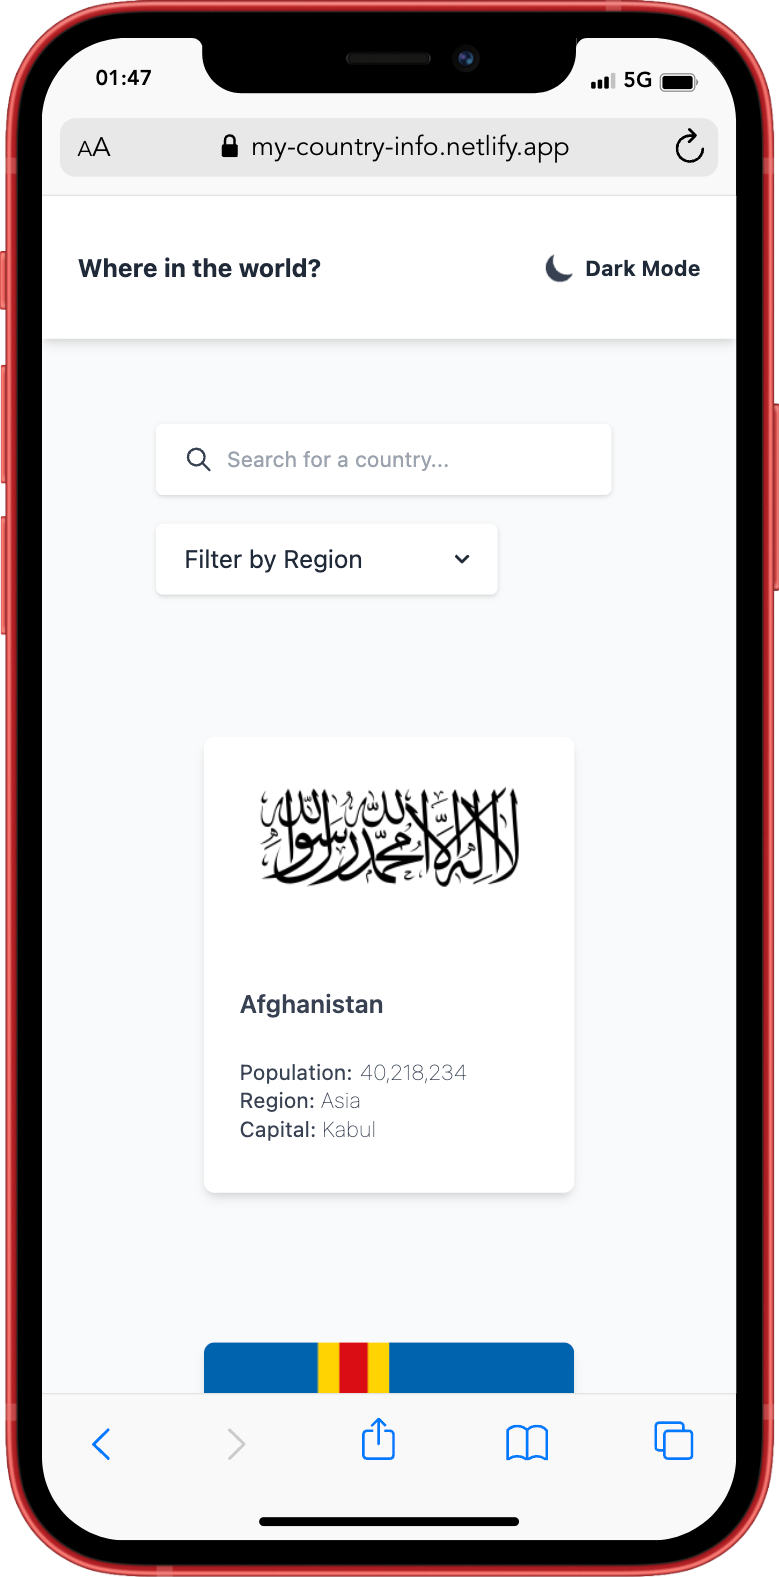 01:47
5G
AA
my-country-info.netlify.app
Where in the world?
Dark Mode
Search for a country...
Filter by Region
لا إله إلا الله محمد رسول الله
Afghanistan
Population: 40,218,234
Region: Asia
Capital: Kabul